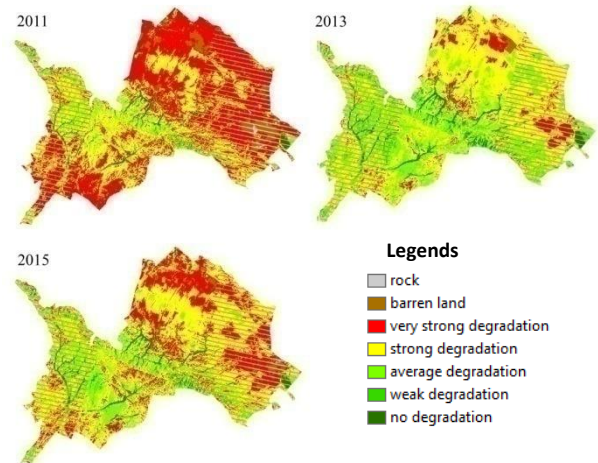 2011
2013
2015
Legends
rock
barren land
very strong degradation
strong degradation
average degradation
weak degradation
no degradation